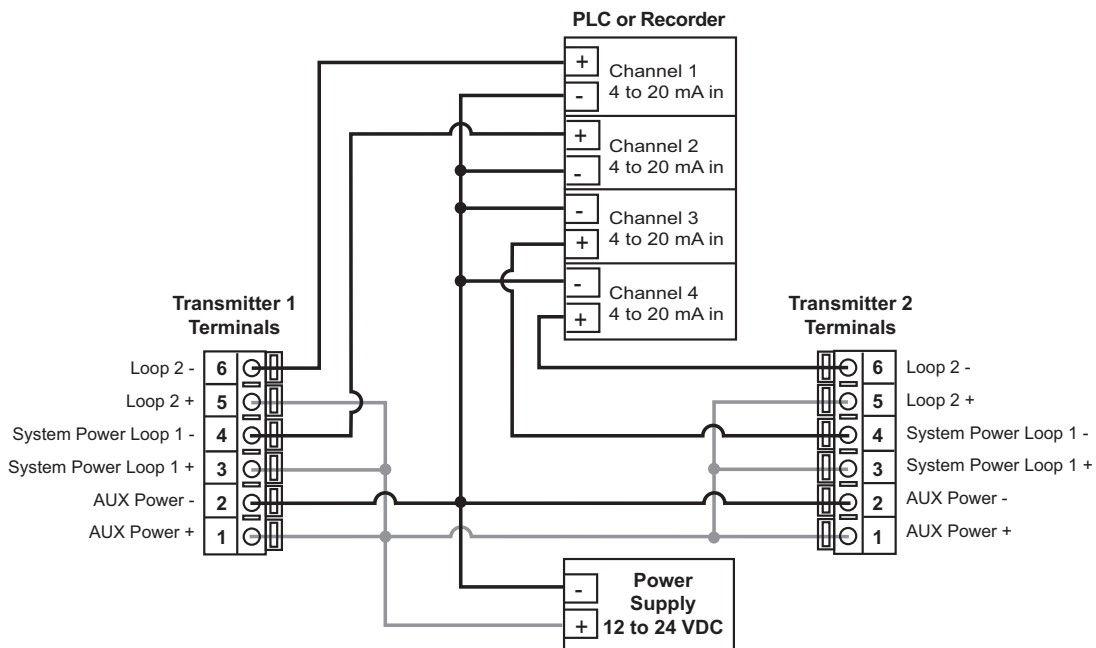 PLC or Recorder
+
Channel 1
4 to 20 mA in
-
+
Channel 2
4 to 20 mA in
-
-
Channel 3
4 to 20 mA in
+
-
Channel 4
4 to 20 mA in
+
Transmitter 1
Terminals
Loop 2 - 6
Loop 2 + 5
System Power Loop 1 - 4
System Power Loop 1 + 3
AUX Power - 2
AUX Power + 1
Transmitter 2
Terminals
6 Loop 2 -
5 Loop 2 +
4 System Power Loop 1 -
3 System Power Loop 1 +
2 AUX Power -
1 AUX Power +
-
+
Power
Supply
12 to 24 VDC